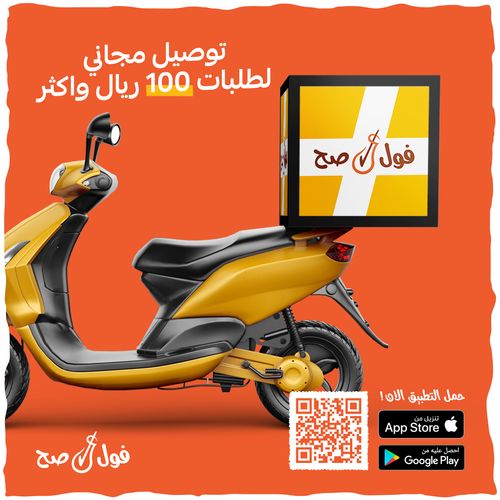 توصيل مجاني
لطلبات 100 ريال واكثر
فول صح
حمل التطبيق الان !
تنزيل من
App Store
احصل عليه من
Google Play
فول صح